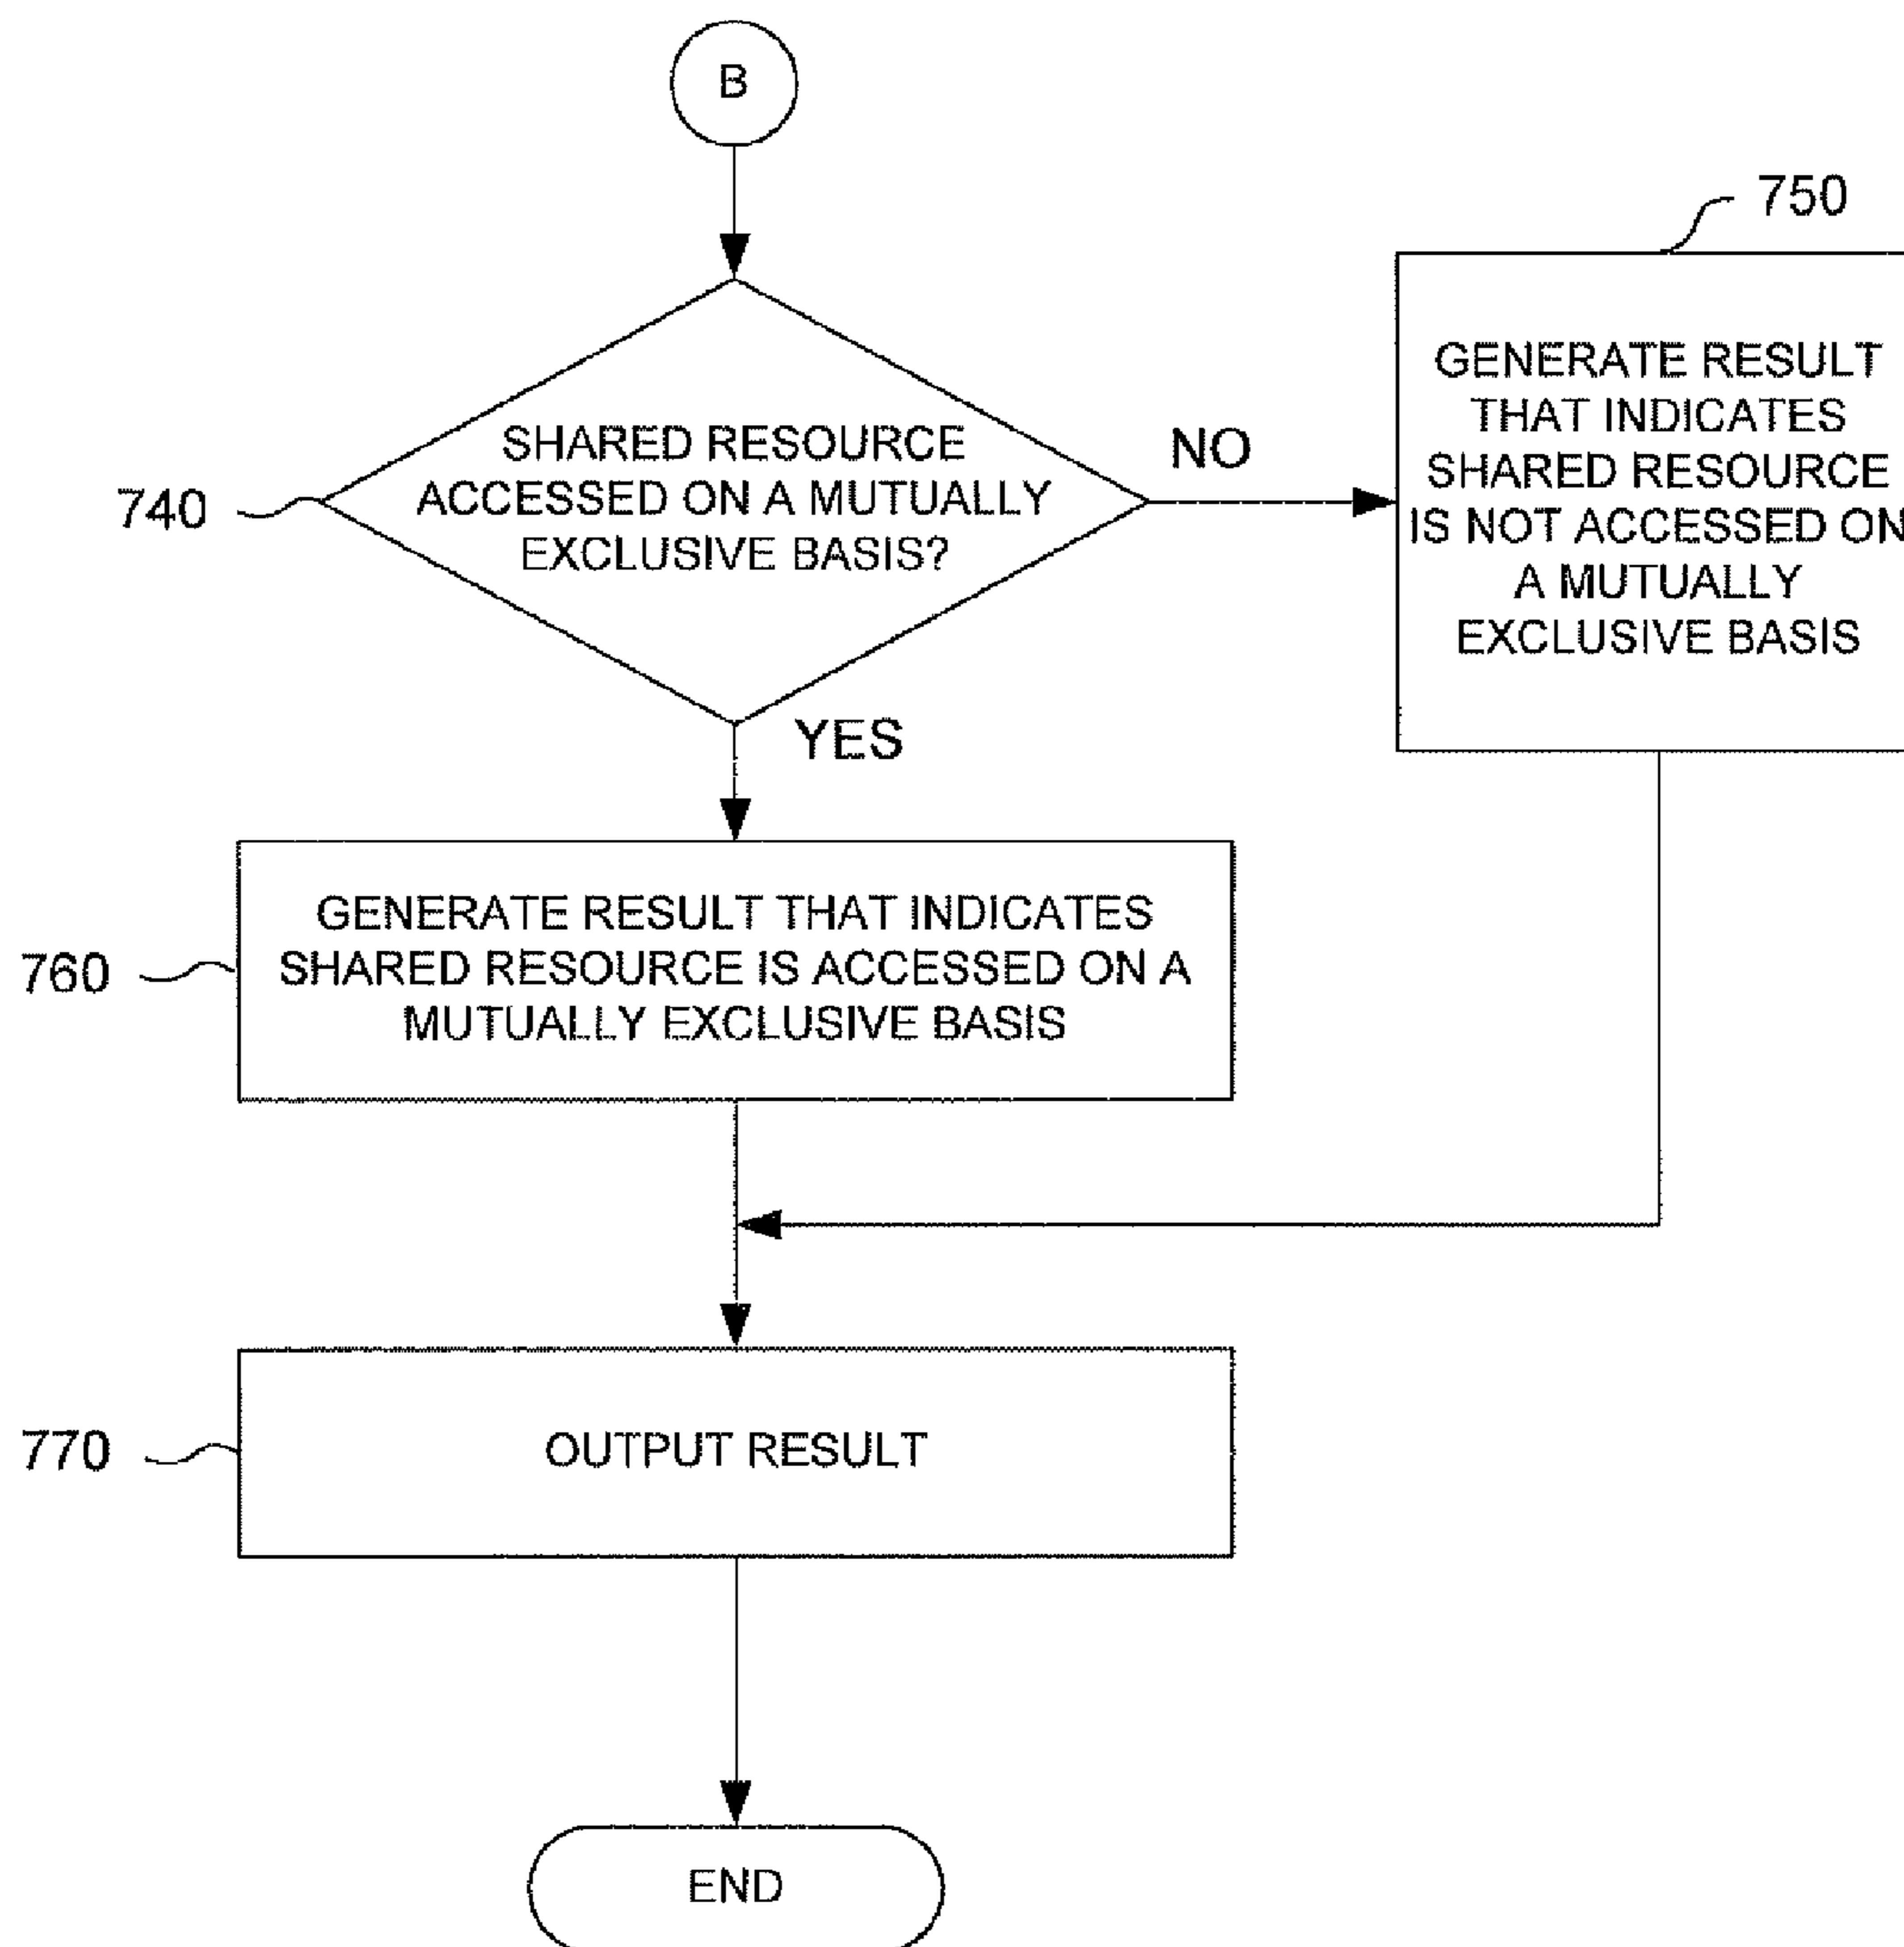 B
750
SHARED RESOURCE
ACCESSED ON A MUTUALLY
EXCLUSIVE BASIS?
740
NO
GENERATE RESULT
THAT INDICATES
SHARED RESOURCE
IS NOT ACCESSED ON
A MUTUALLY
EXCLUSIVE BASIS
YES
760
GENERATE RESULT THAT INDICATES
SHARED RESOURCE IS ACCESSED ON A
MUTUALLY EXCLUSIVE BASIS
770
OUTPUT RESULT
END